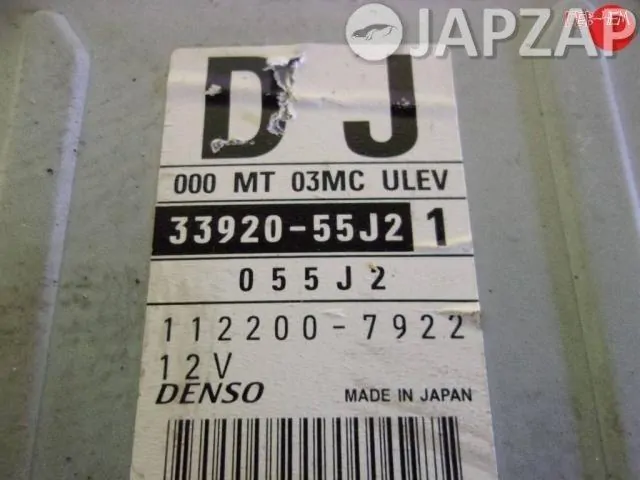 JAPZAP
D J
000 MT 03MC ULEV
33920-55J2 1
055J2
112200-7922
12V
DENSO MADE IN JAPAN